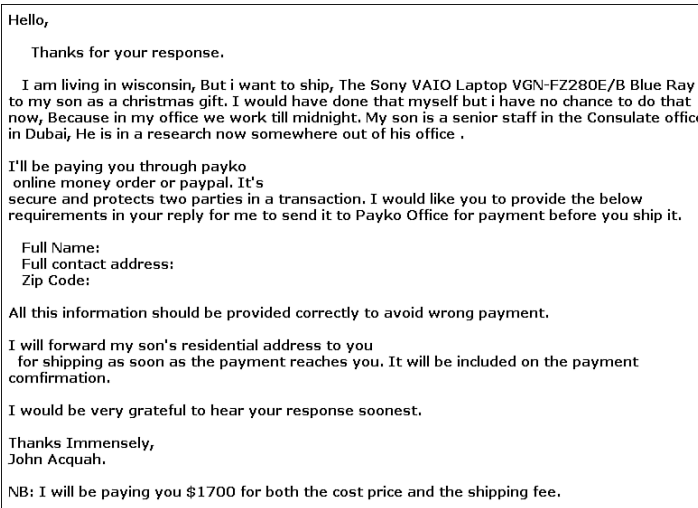 Hello,
Thanks for your response.
I am living in wisconsin, But i want to ship, The Sony VAIO Laptop VGN-FZ280E/B Blue Ray
to my son as a christmas gift. I would have done that myself but i have no chance to do that
now, Because in my office we work till midnight. My son is a senior staff in the Consulate office
in Dubai, He is in a research now somewhere out of his office .
I'll be paying you through payko
online money order or paypal. It's
secure and protects two parties in a transaction. I would like you to provide the below
requirements in your reply for me to send it to Payko Office for payment before you ship it.
Full Name:
Full contact address:
Zip Code:
All this information should be provided correctly to avoid wrong payment.
I will forward my son's residential address to you
for shipping as soon as the payment reaches you. It will be included on the payment
comfirmation.
I would be very grateful to hear your response soonest.
Thanks Immensely,
John Acquah.
NB: I will be paying you $1700 for both the cost price and the shipping fee.